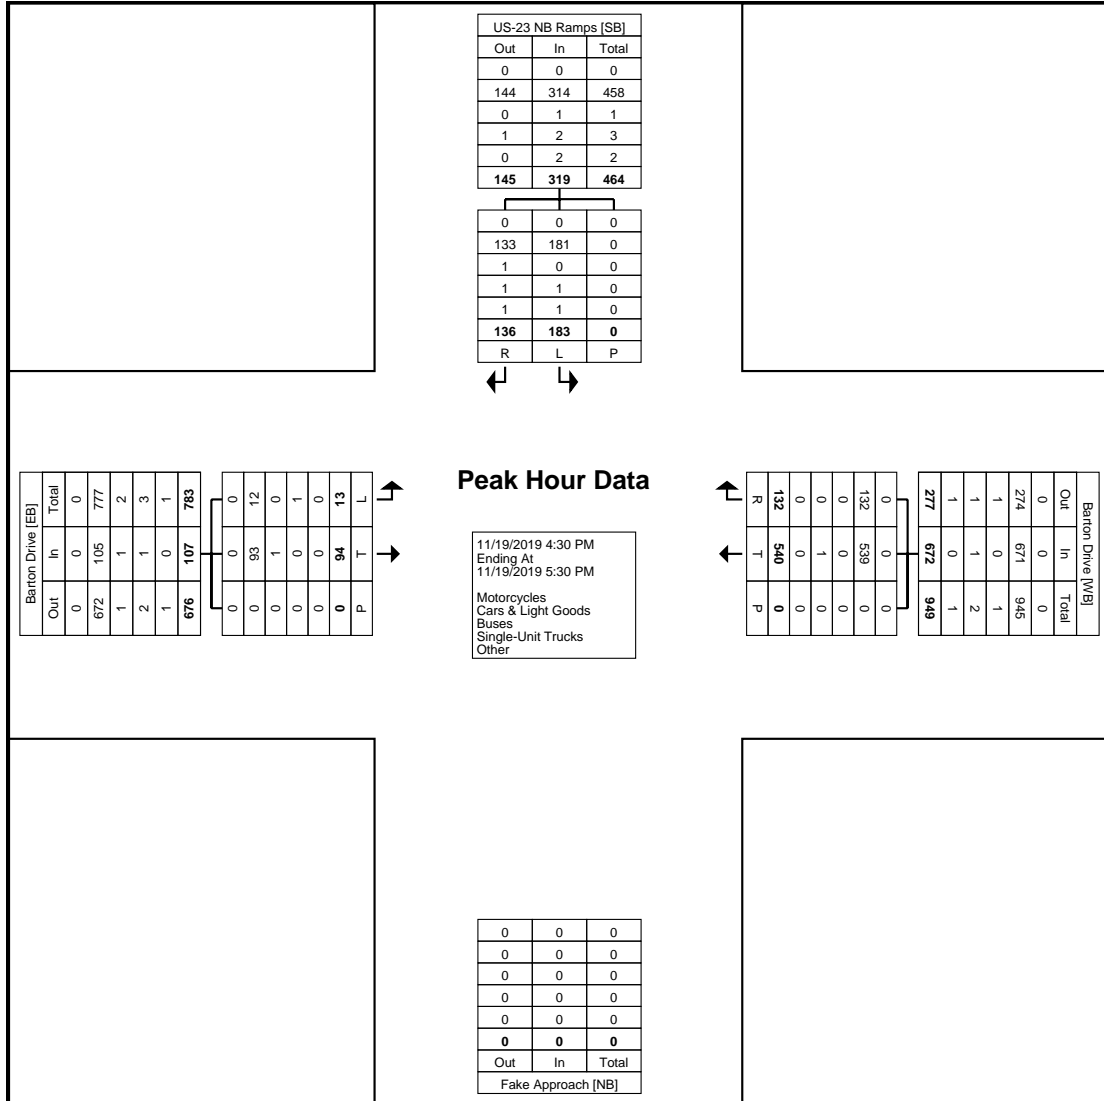 US-23 NB Ramps [SB]
Out In Total
0 0 0
144 314 458
0 1 1
1 2 3
0 2 2
145 319 464
0 0 0
133 181 0
1 0 0
1 1 0
1 1 0
136 183 0
R L P
Barton Drive [EB]
Out In Total
0 0 0
672 105 777
1 1 2
2 1 3
1 0 1
676 107 783
0 0 0
0 93 12
0 1 0
0 0 1
0 0 0
0 94 13
P T L
Peak Hour Data
11/19/2019 4:30 PM
Ending At
11/19/2019 5:30 PM
Motorcycles
Cars & Light Goods
Buses
Single-Unit Trucks
Other
Barton Drive [WB]
Out In Total
0 0 0
274 671 945
1 0 1
1 1 2
1 0 1
277 672 949
0 0 0
132 539 0
0 0 0
0 1 0
0 0 0
132 540 0
R T P
0 0 0
0 0 0
0 0 0
0 0 0
0 0 0
0 0 0
Out In Total
Fake Approach [NB]